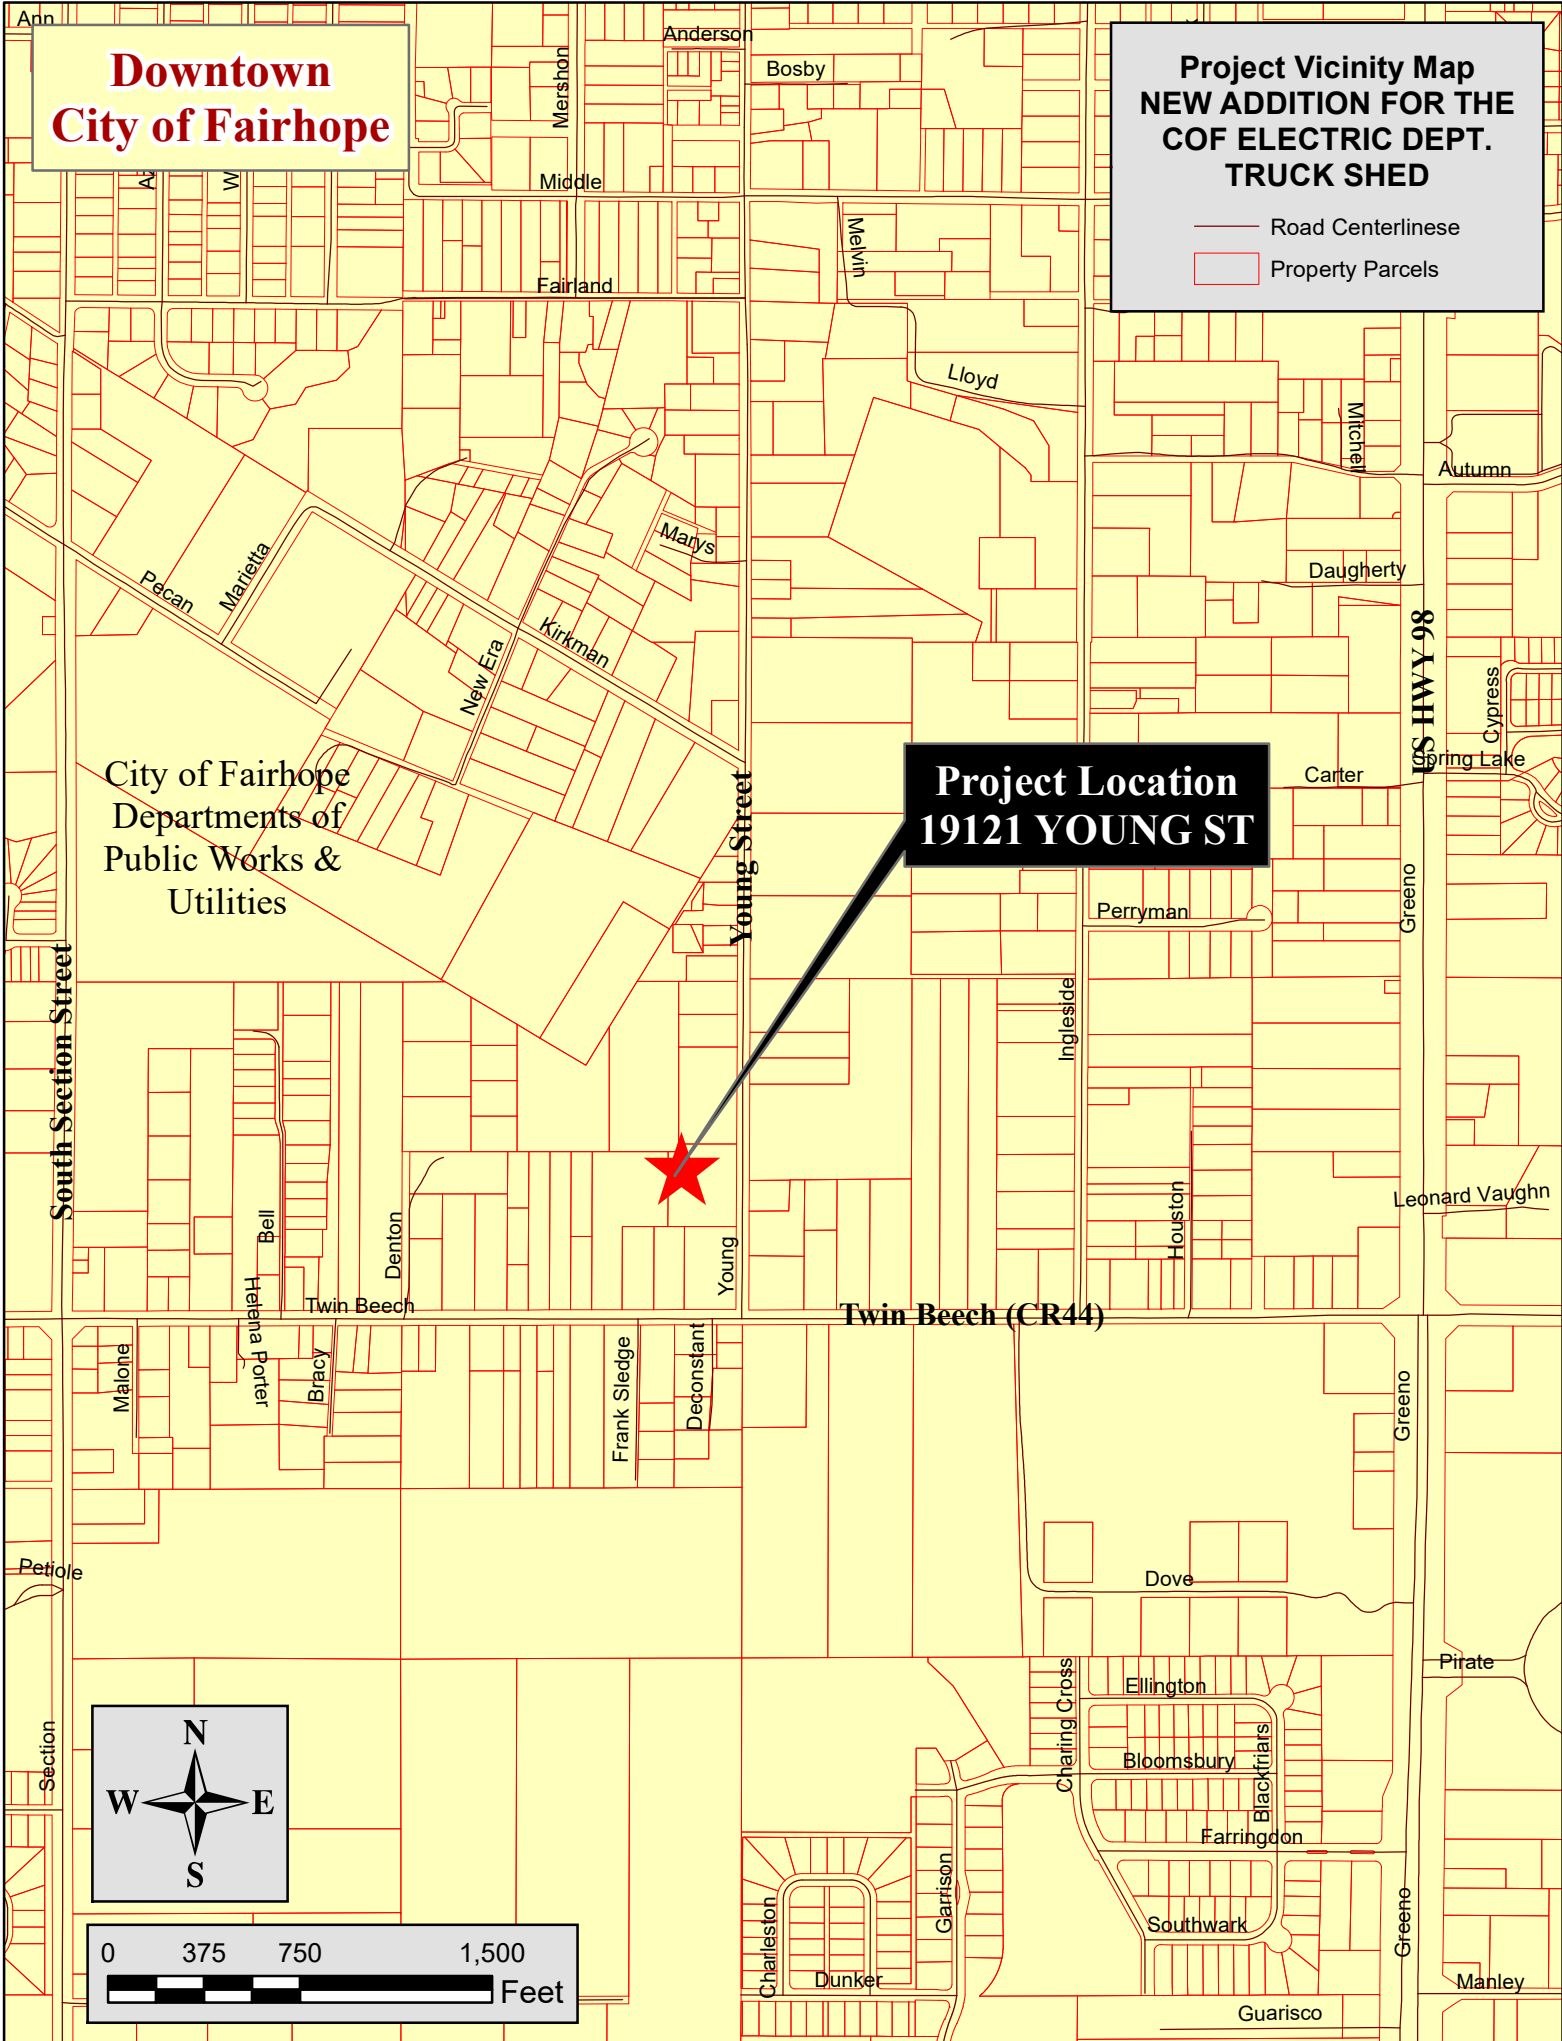 Ann
Downtown
City of Fairhope
Mershon
Anderson
Bosby
Project Vicinity Map
NEW ADDITION FOR THE
COF ELECTRIC DEPT.
TRUCK SHED
Road Centerlinese
Property Parcels
W
Middle
Melvin
Fairland
Lloyd
Mitchell
Autumn
Marys
Daugherty
Pecan
Marietta
Kirkman
New Era
US HWY 98
Cypress
Spring Lake
Carter
City of Fairhope
Departments of
Public Works &
Utilities
Young Street
Project Location
19121 YOUNG ST
Greeno
Perryman
South Section Street
Ingleside
Leonard Vaughn
Houston
Bell
Denton
Young
Helena Porter
Twin Beech
Twin Beech (CR44)
Malone
Bracy
Frank Sledge
Deconstant
Greeno
Petiole
Dove
Pirate
Charing Cross
Ellington
Section
Bloomsbury
Blackfriars
N
W
E
S
Farringdon
Garrison
Charleston
Southwark
Greeno
Dunker
Manley
Guarisco
0 375 750 1,500
Feet